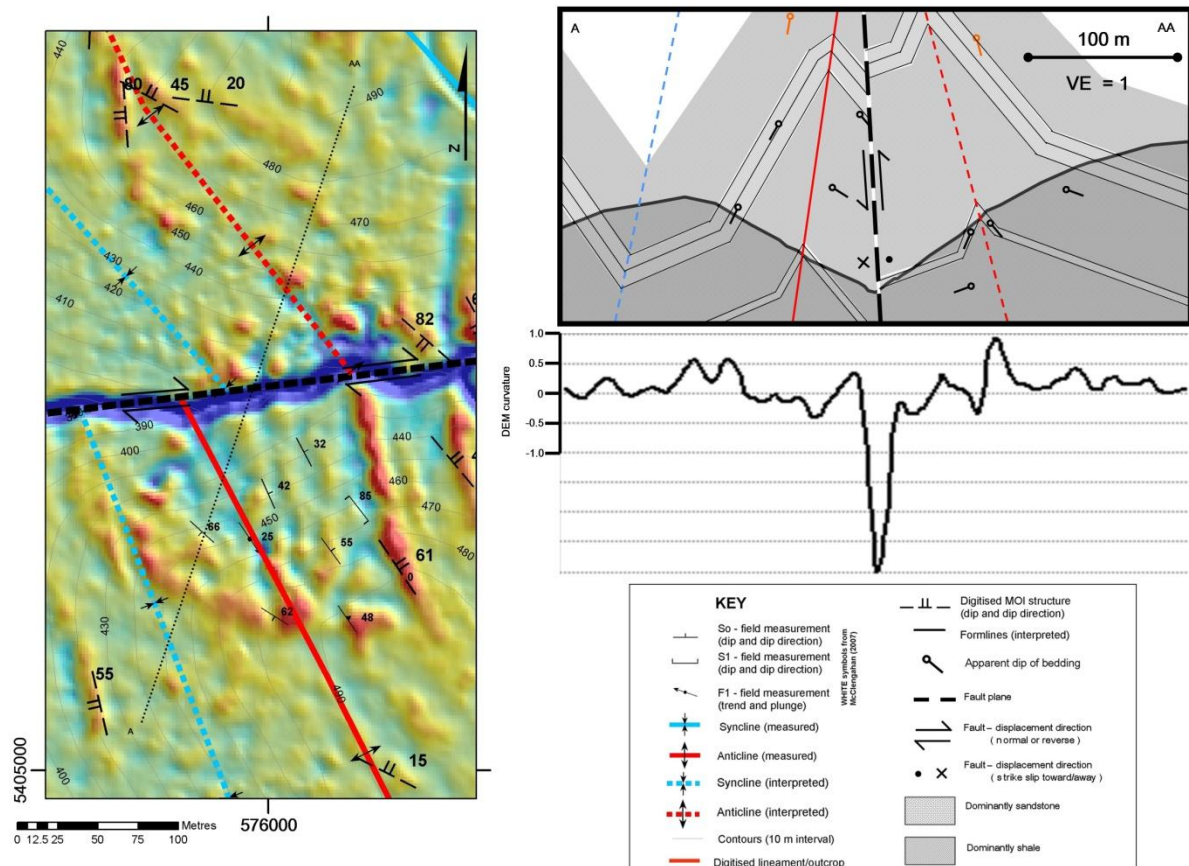 440
80
45
20
AA
490
480
470
460
450
440
430
420
410
82
390
400
32
440
42
85
460
470
66
450
25
55
61
480
0
62
48
430
55
490
A
15
400
5405000
Metres
0 12.5 25 50 75 100
576000
Z
A
AA
100 m
VE = 1
1.0
0.5
0
-0.5
-1.0
DEM curvature
KEY
So - field measurement
(dip and dip direction)
S1 - field measurement
(dip and dip direction)
F1 - field measurement
(trend and plunge)
WHITE symbols from
McClengahan (2007)
Syncline (measured)
Anticline (measured)
Syncline (interpreted)
Anticline (interpreted)
Contours (10 m interval)
Digitised lineament/outcrop
Digitised MOI structure
(dip and dip direction)
Formlines (interpreted)
Apparent dip of bedding
Fault plane
Fault – displacement direction
( normal or reverse )
Fault – displacement direction
( strike slip toward/away)
Dominantly sandstone
Dominantly shale